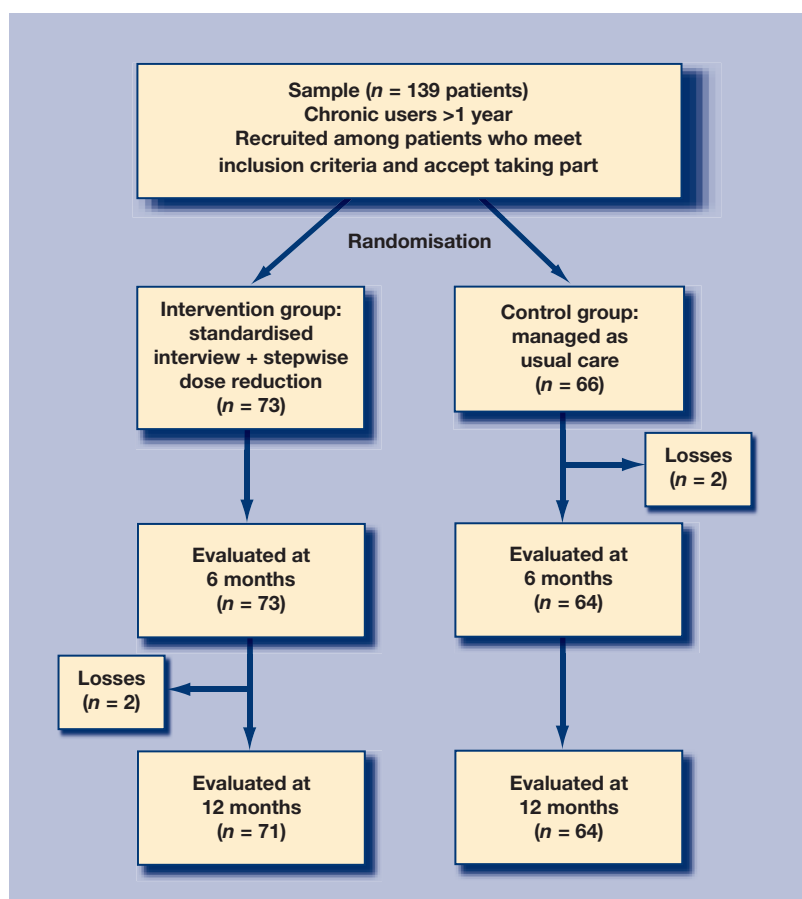 Sample (n = 139 patients)
Chronic users >1 year
Recruited among patients who meet
inclusion criteria and accept taking part
Randomisation
Intervention group:
standardised
interview + stepwise
dose reduction
(n = 73)
Control group:
managed as
usual care
(n = 66)
Losses
(n = 2)
Evaluated at
6 months
(n = 73)
Evaluated at
6 months
(n = 64)
Losses
(n = 2)
Evaluated at
12 months
(n = 71)
Evaluated at
12 months
(n = 64)